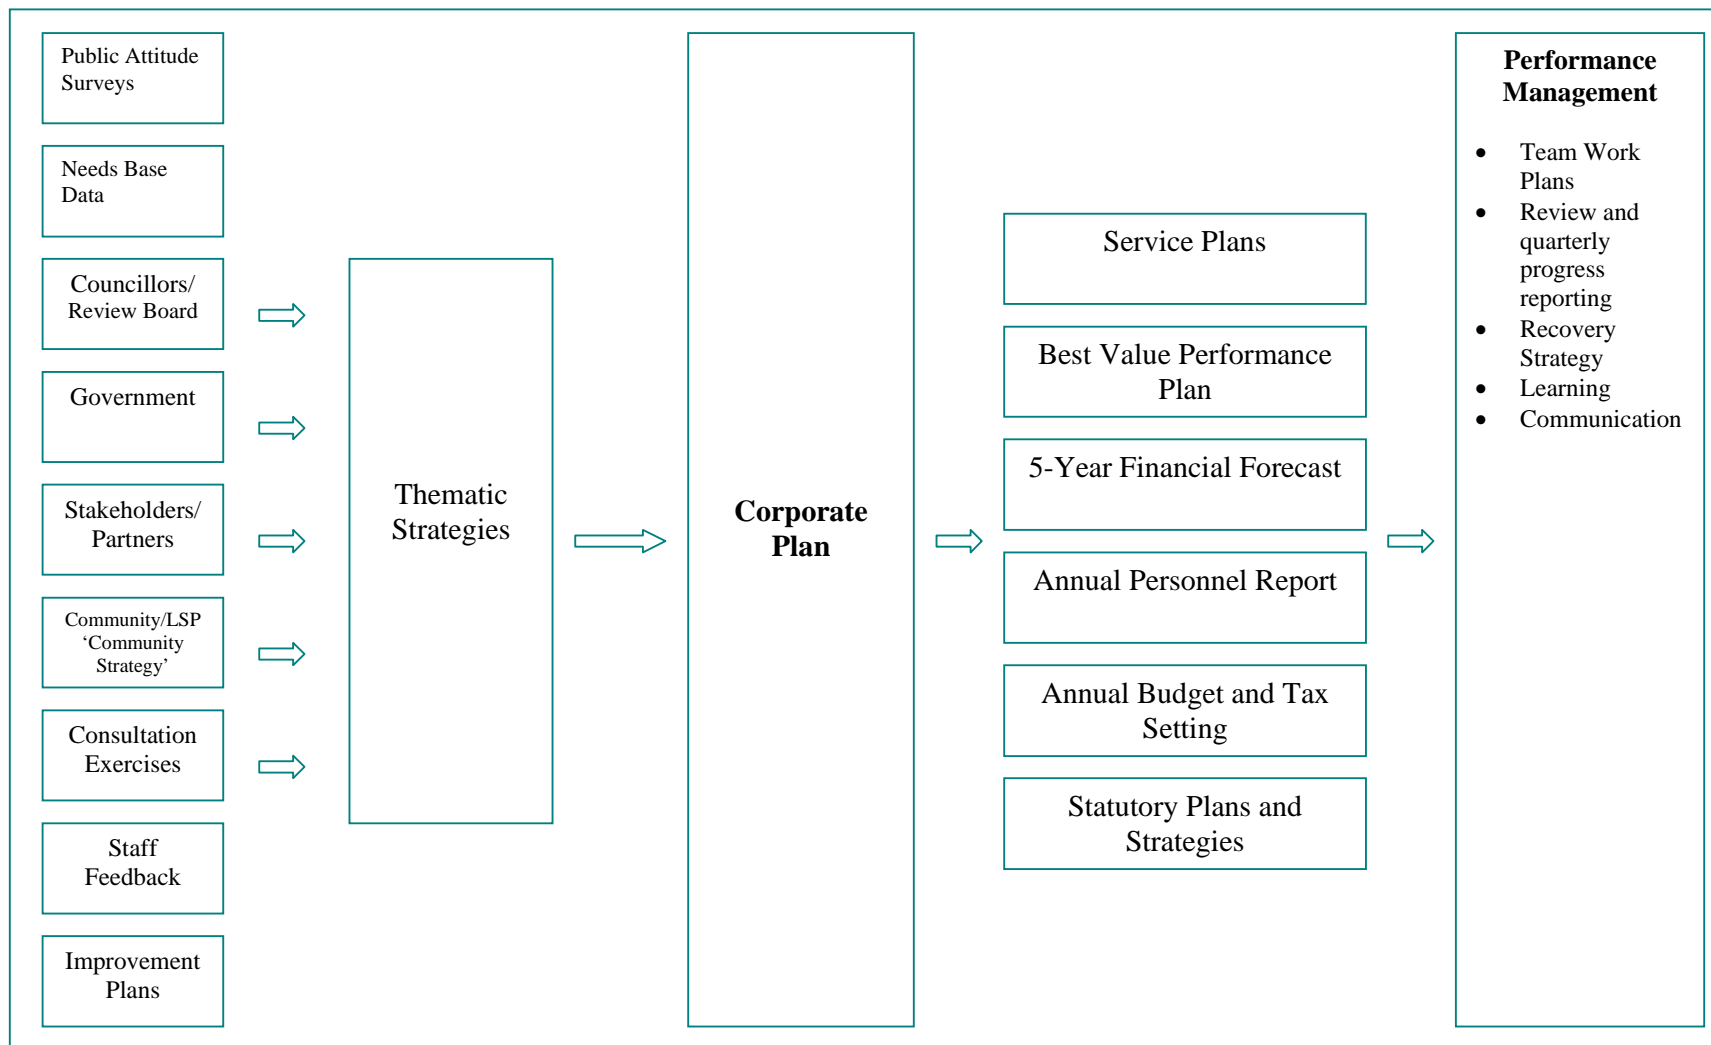 Public Attitude
Surveys
Needs Base
Data
Councillors/
Review Board
Government
Stakeholders/
Partners
Community/LSP
‘Community
Strategy’
Consultation
Exercises
Staff
Feedback
Improvement
Plans
Thematic
Strategies
Corporate
Plan
Service Plans
Best Value Performance
Plan
5-Year Financial Forecast
Annual Personnel Report
Annual Budget and Tax
Setting
Statutory Plans and
Strategies
Performance
Management
• Team Work
Plans
• Review and
quarterly
progress
reporting
• Recovery
Strategy
• Learning
• Communication